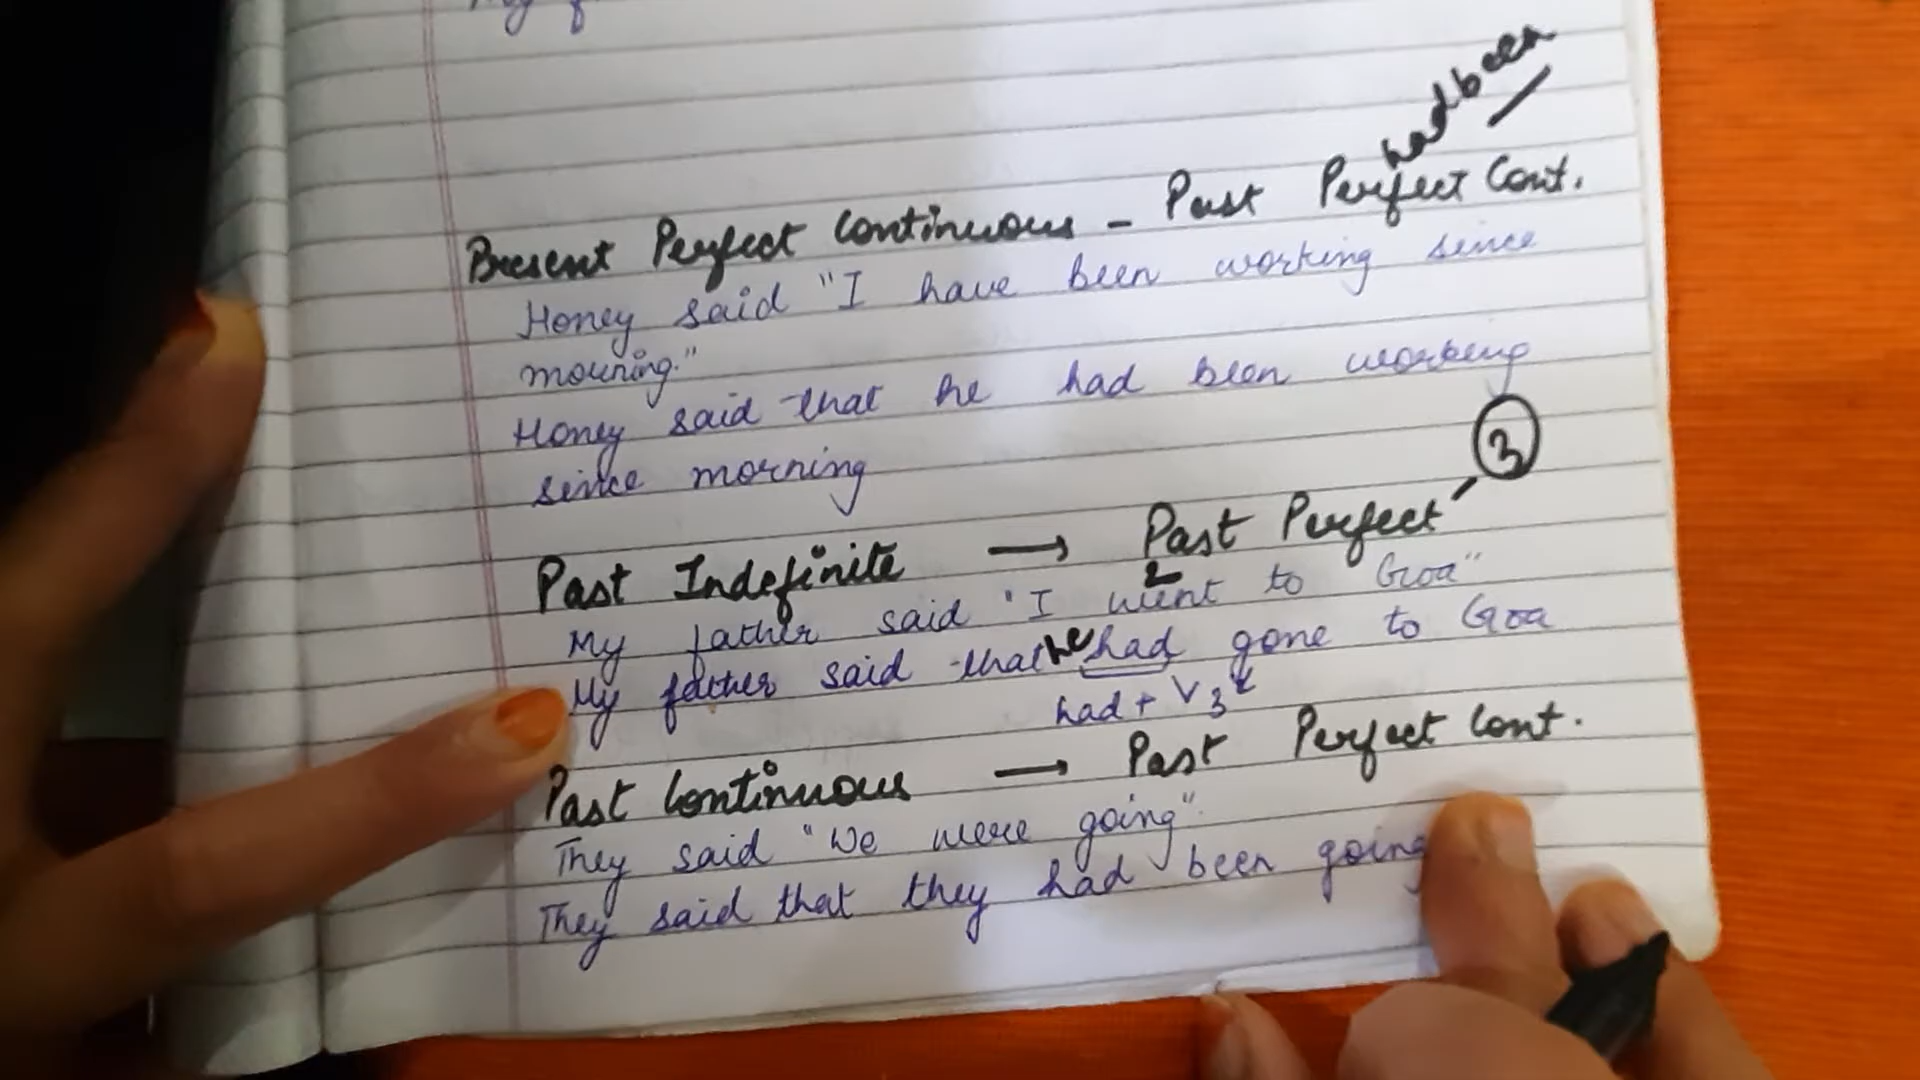 had been
Present Perfect Continuous - Past Perfect Cont.
Honey said "I have been working since
morning."
Honey said that he had been working
since morning
3
Past Indefinite → Past Perfect
2
My father said "I went to Goa"
My father said that he had gone to Goa
had + V3
Past Continuous → Past Perfect Cont.
They said "We were going".
They said that they had been going